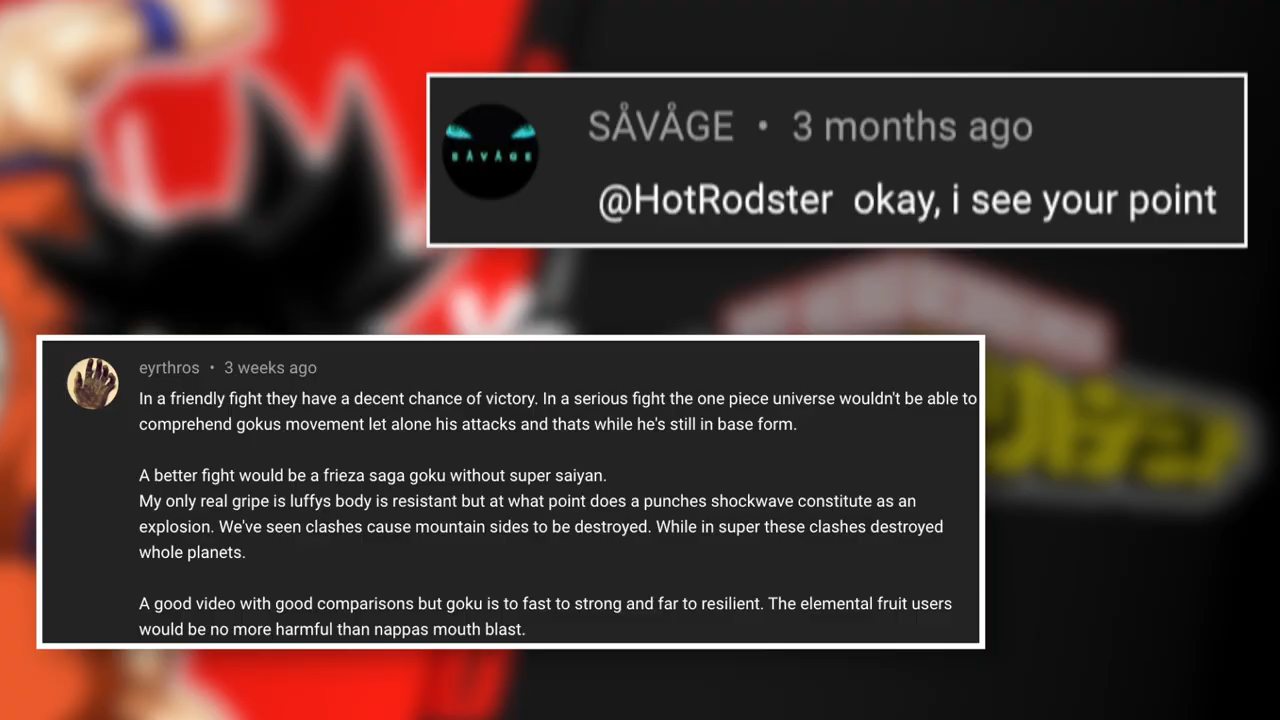 SÅVÅGE • 3 months ago
SÅVÅGE
@HotRodster okay, i see your point
eyrthros • 3 weeks ago
In a friendly fight they have a decent chance of victory. In a serious fight the one piece universe wouldn't be able to
comprehend gokus movement let alone his attacks and thats while he's still in base form.
A better fight would be a frieza saga goku without super saiyan.
My only real gripe is luffys body is resistant but at what point does a punches shockwave constitute as an
explosion. We've seen clashes cause mountain sides to be destroyed. While in super these clashes destroyed
whole planets.
A good video with good comparisons but goku is to fast to strong and far to resilient. The elemental fruit users
would be no more harmful than nappas mouth blast.